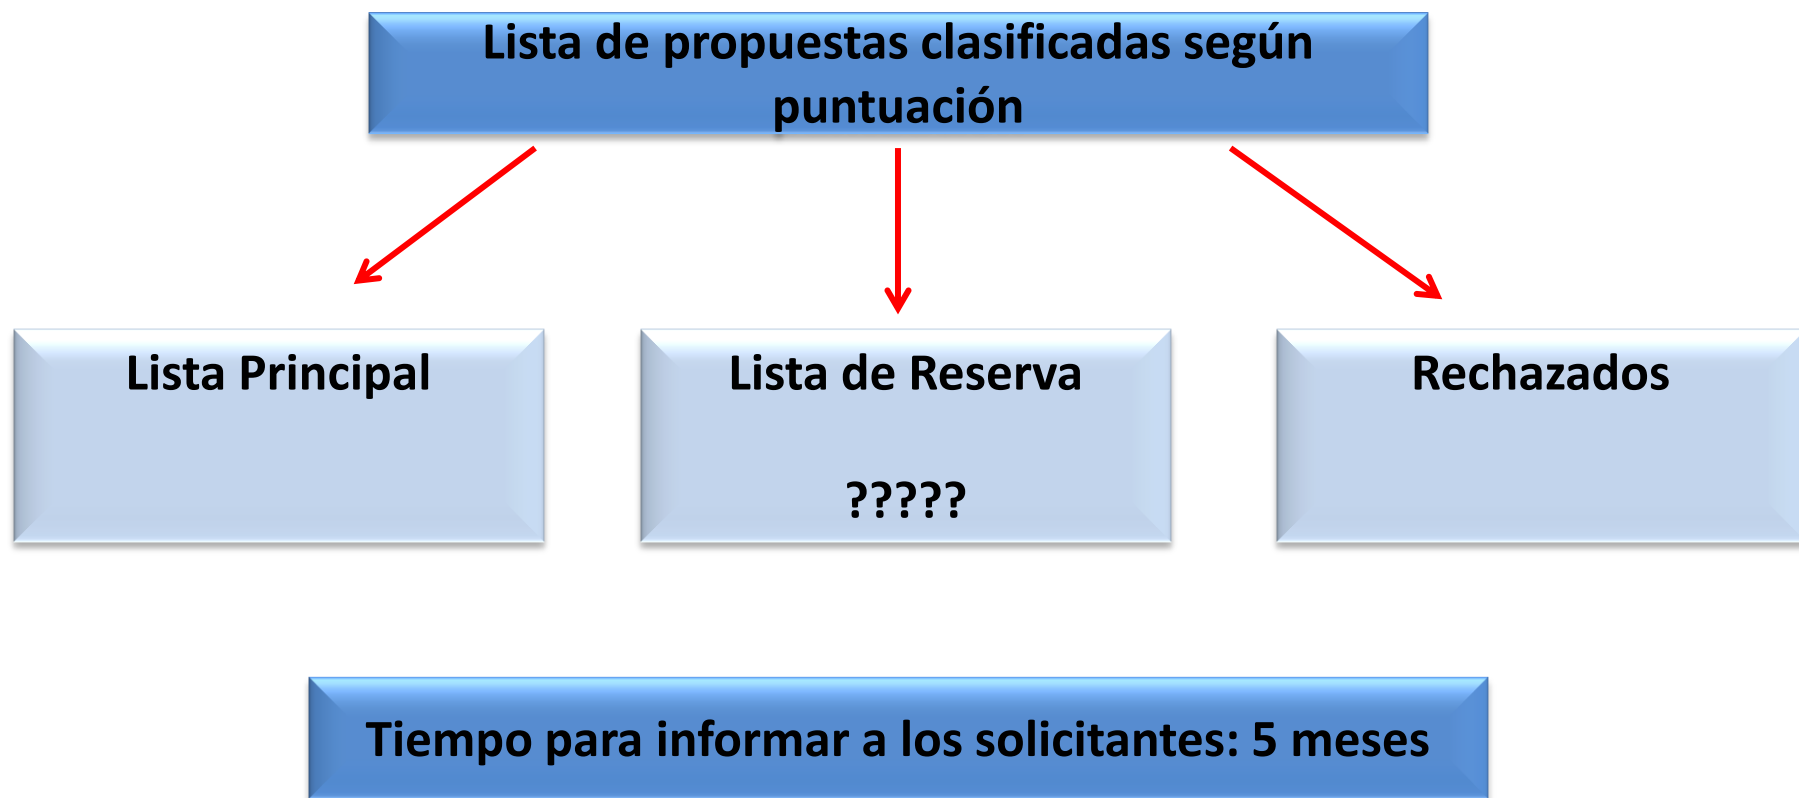 Lista de propuestas clasificadas según
puntuación
Lista Principal
Lista de Reserva
?????
Rechazados
Tiempo para informar a los solicitantes: 5 meses